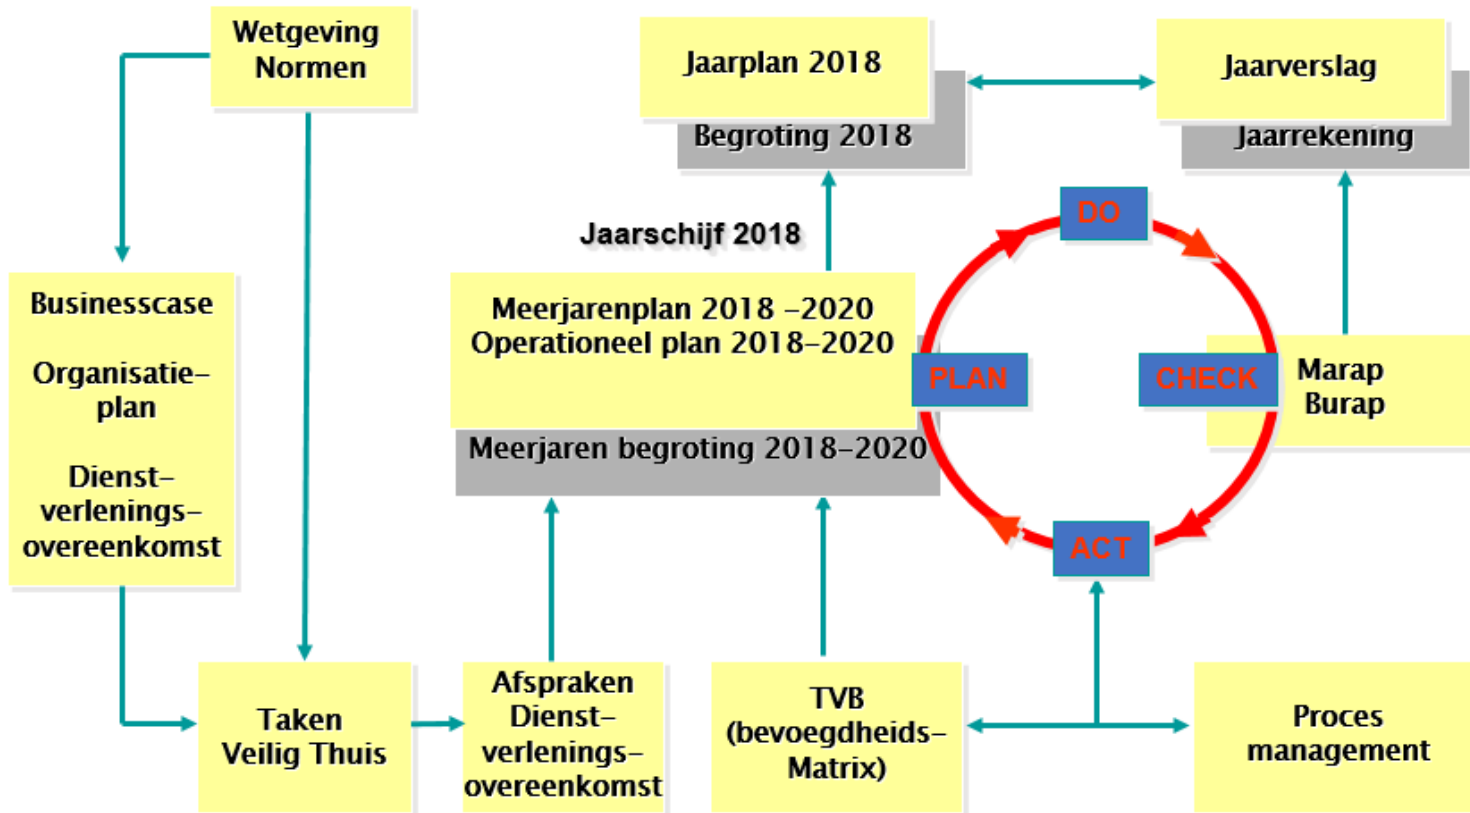 Wetgeving
Normen
Jaarplan 2018
Begroting 2018
Jaarverslag
Jaarrekening
Jaarschijf 2018
DO
Businesscase
Organisatie-
plan
Dienst-
verlenings-
overeenkomst
Meerjarenplan 2018 -2020
Operationeel plan 2018-2020
Meerjaren begroting 2018-2020
PLAN
CHECK
Marap
Burap
ACT
Taken
Veilig Thuis
Afspraken
Dienst-
verlenings-
overeenkomst
TVB
(bevoegdheids-
Matrix)
Proces
management